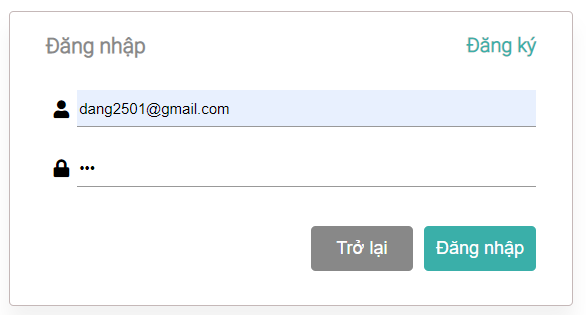 Đăng nhập Đăng ký
dang2501@gmail.com
•••
Trở lại Đăng nhập